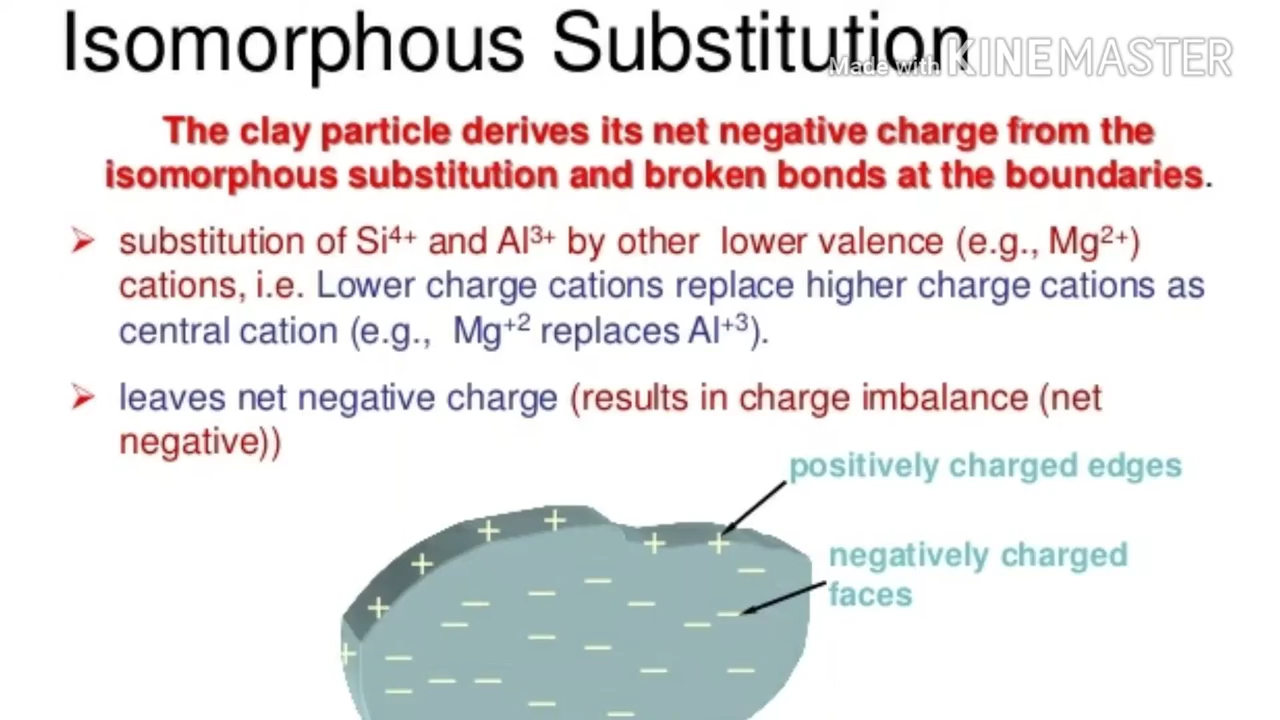 Isomorphous Substitution
Made with KINEMASTER
The clay particle derives its net negative charge from the
isomorphous substitution and broken bonds at the boundaries.
➢ substitution of Si⁴⁺ and Al³⁺ by other lower valence (e.g., Mg²⁺)
cations, i.e. Lower charge cations replace higher charge cations as
central cation (e.g., Mg⁺² replaces Al⁺³).
➢ leaves net negative charge (results in charge imbalance (net
negative))
positively charged edges
negatively charged
faces